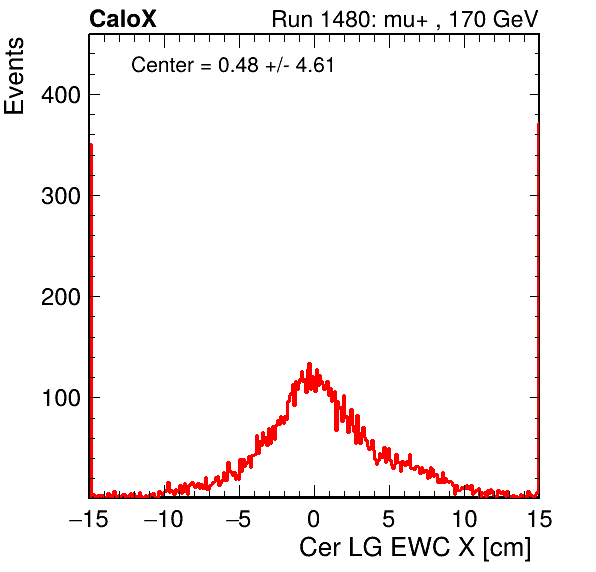 CaloX Run 1480: mu+ , 170 GeV
Center = 0.48 +/- 4.61
Events
400
300
200
100
−15 −10 −5 0 5 10 15
Cer LG EWC X [cm]